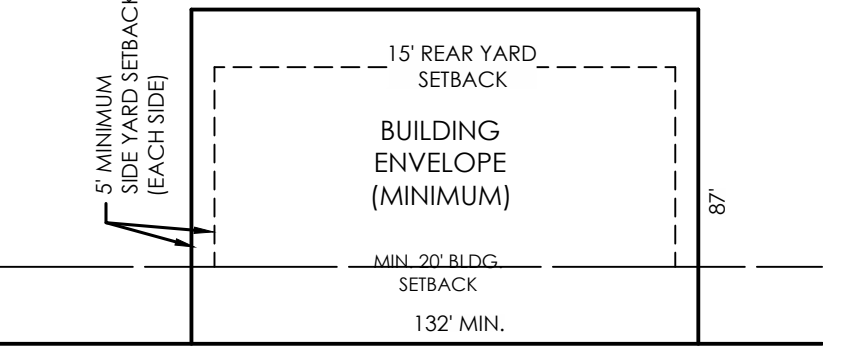 15' REAR YARD
SETBACK
BUILDING
ENVELOPE
(MINIMUM)
5' MINIMUM
SIDE YARD SETBACK
(EACH SIDE)
87'
MIN. 20' BLDG.
SETBACK
132' MIN.